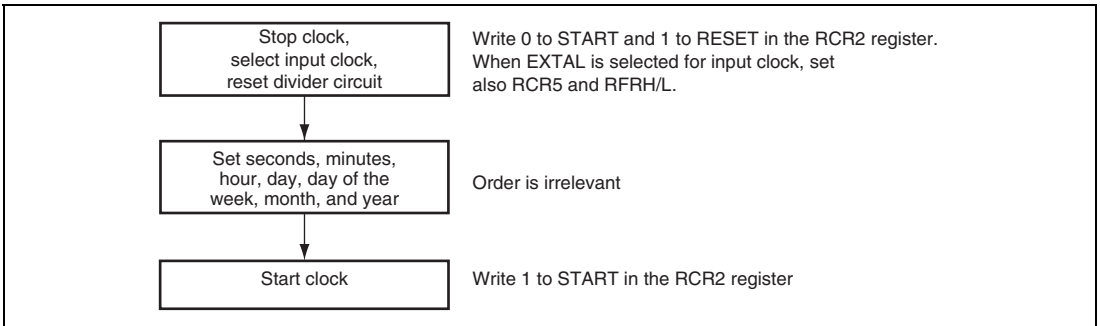 Stop clock,
select input clock,
reset divider circuit
Write 0 to START and 1 to RESET in the RCR2 register.
When EXTAL is selected for input clock, set
also RCR5 and RFRH/L.
Set seconds, minutes,
hour, day, day of the
week, month, and year
Order is irrelevant
Start clock
Write 1 to START in the RCR2 register